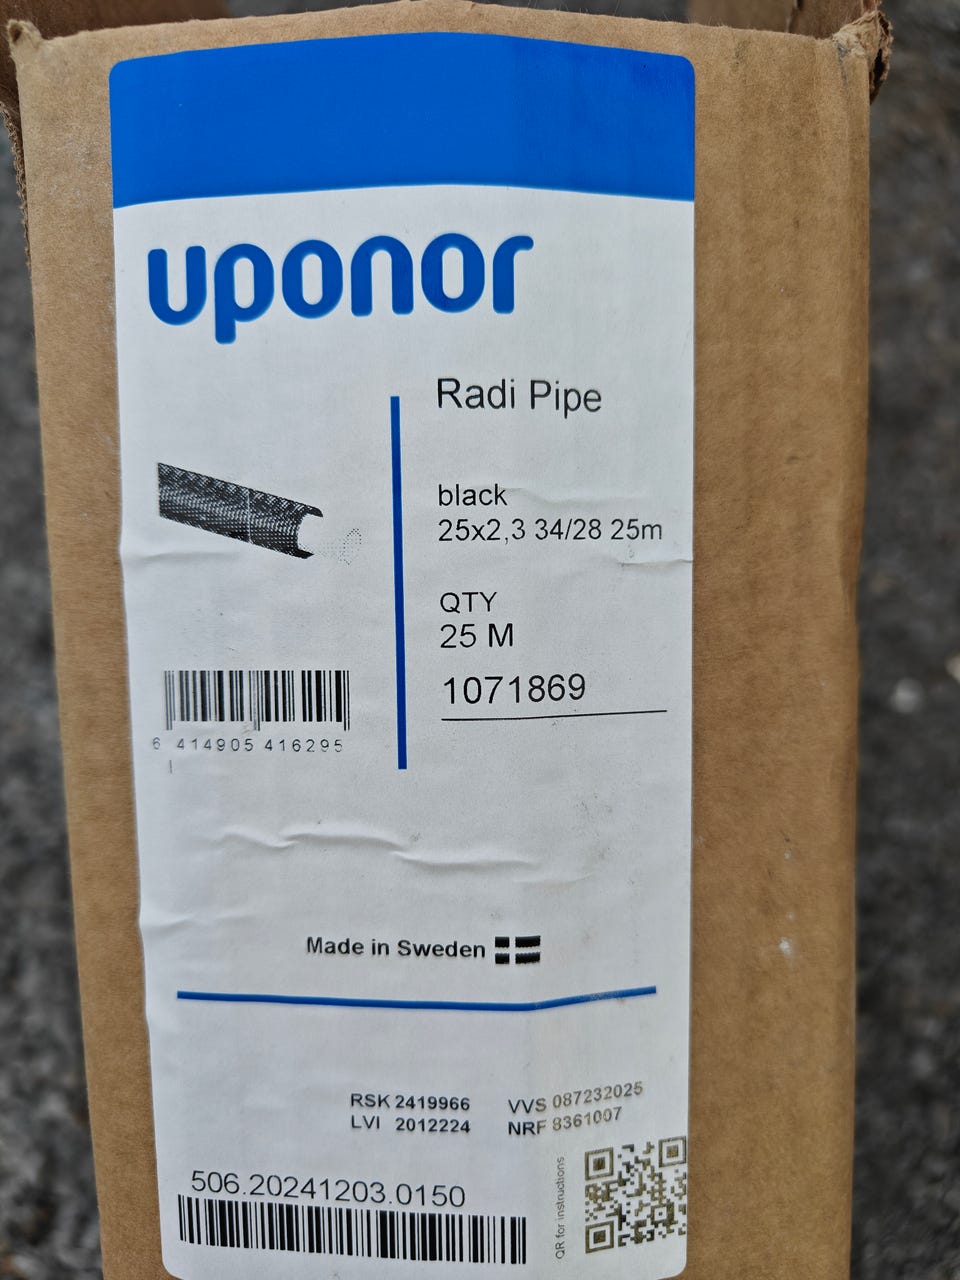 uponor
Radi Pipe
black
25x2,3 34/28 25m
QTY
25 M
1071869
6 414905 416295
Made in Sweden
RSK 2419966
LVI 2012224
VVS 087232025
NRF 8361007
506.20241203.0150
QR for instructions